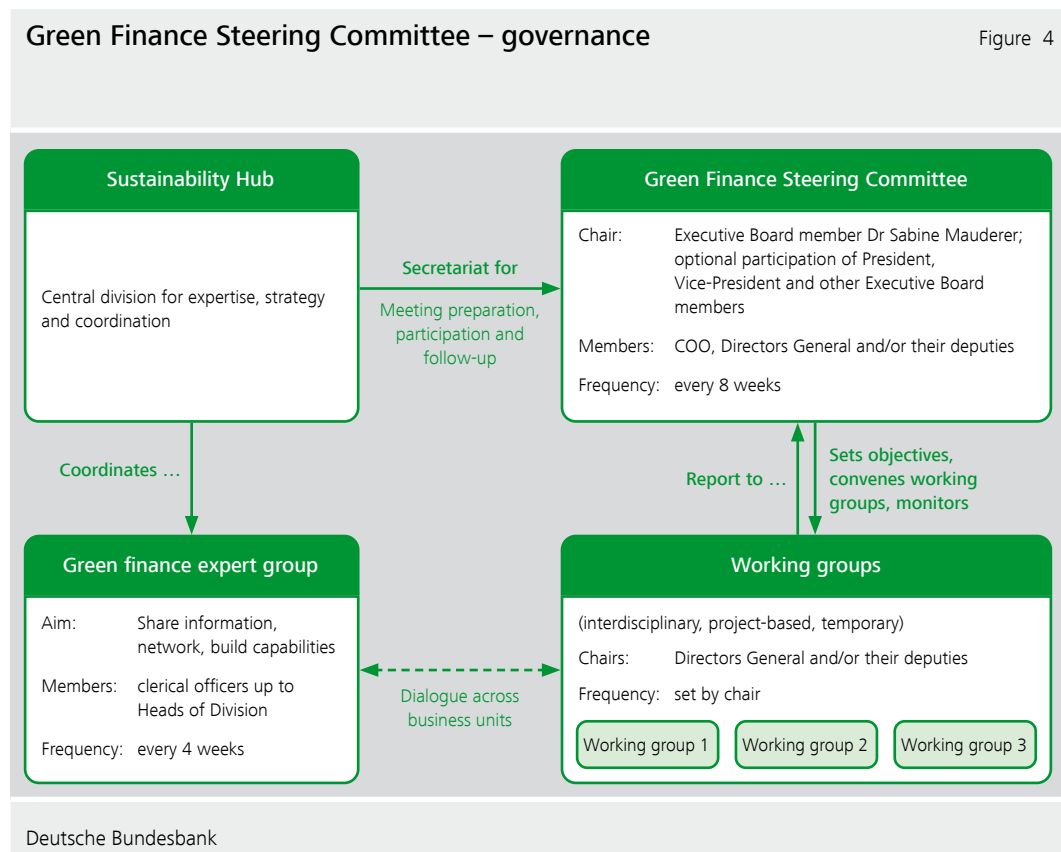 Green Finance Steering Committee – governance
Figure 4
Sustainability Hub
Central division for expertise, strategy
and coordination
Secretariat for
Meeting preparation,
participation and
follow-up
Green Finance Steering Committee
Chair: Executive Board member Dr Sabine Mauderer;
optional participation of President,
Vice-President and other Executive Board
members
Members: COO, Directors General and/or their deputies
Frequency: every 8 weeks
Coordinates …
Report to …
Sets objectives,
convenes working
groups, monitors
Green finance expert group
Aim: Share information,
network, build capabilities
Members: clerical officers up to
Heads of Division
Frequency: every 4 weeks
Dialogue across
business units
Working groups
(interdisciplinary, project-based, temporary)
Chairs: Directors General and/or their deputies
Frequency: set by chair
Working group 1
Working group 2
Working group 3
Deutsche Bundesbank